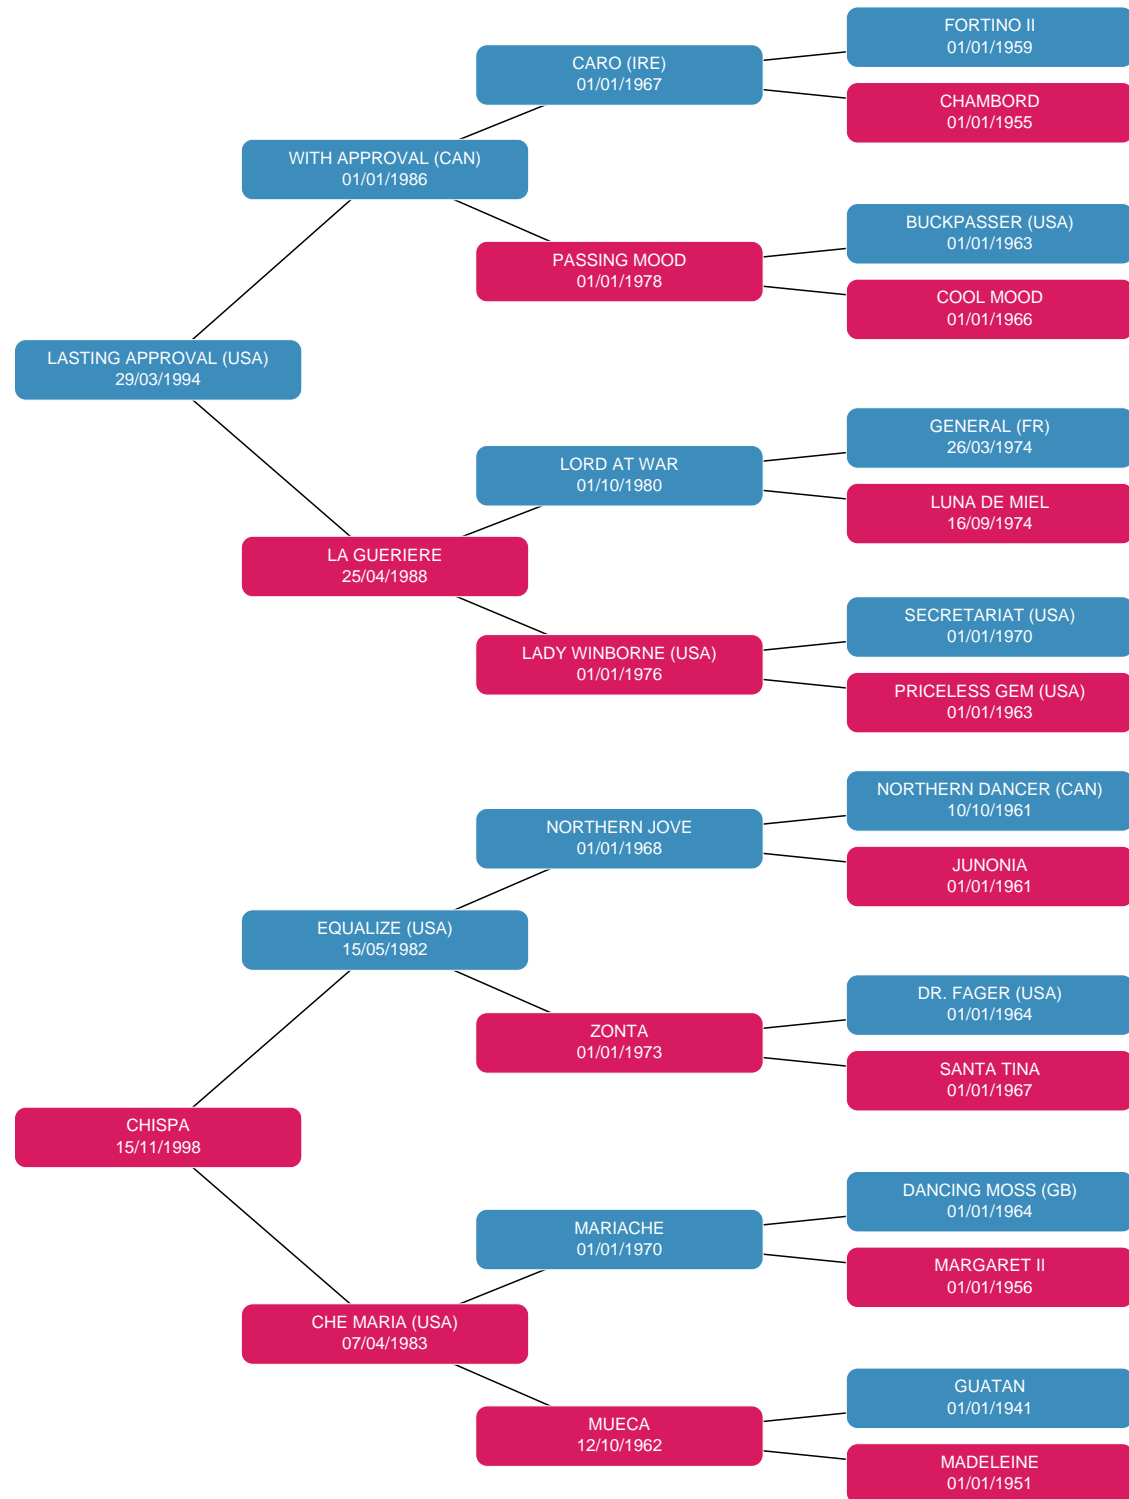 FORTINO II
01/01/1959
CARO (IRE)
01/01/1967
CHAMBORD
01/01/1955
WITH APPROVAL (CAN)
01/01/1986
BUCKPASSER (USA)
01/01/1963
PASSING MOOD
01/01/1978
COOL MOOD
01/01/1966
LASTING APPROVAL (USA)
29/03/1994
GENERAL (FR)
26/03/1974
LORD AT WAR
01/10/1980
LUNA DE MIEL
16/09/1974
LA GUERIERE
25/04/1988
SECRETARIAT (USA)
01/01/1970
LADY WINBORNE (USA)
01/01/1976
PRICELESS GEM (USA)
01/01/1963
NORTHERN DANCER (CAN)
10/10/1961
NORTHERN JOVE
01/01/1968
JUNONIA
01/01/1961
EQUALIZE (USA)
15/05/1982
DR. FAGER (USA)
01/01/1964
ZONTA
01/01/1973
SANTA TINA
01/01/1967
CHISPA
15/11/1998
DANCING MOSS (GB)
01/01/1964
MARIACHE
01/01/1970
MARGARET II
01/01/1956
CHE MARIA (USA)
07/04/1983
GUATAN
01/01/1941
MUECA
12/10/1962
MADELEINE
01/01/1951